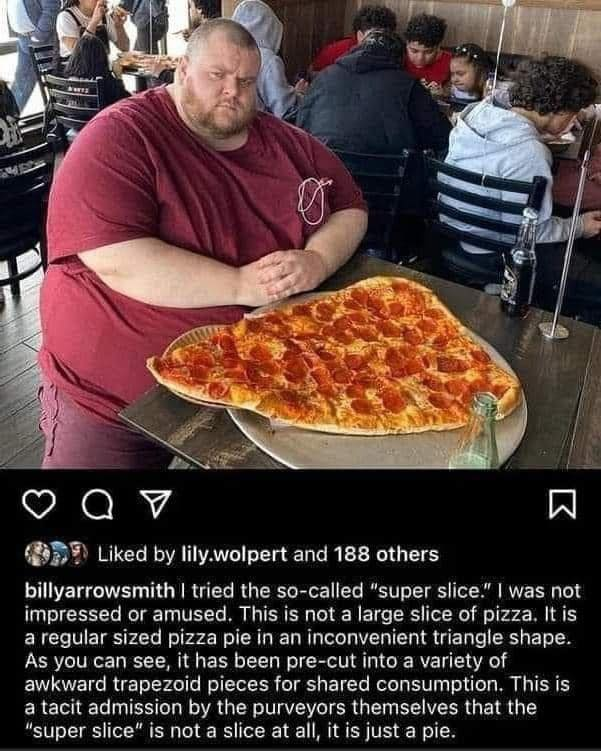 Liked by lily.wolpert and 188 others
billyarrowsmith I tried the so-called "super slice." I was not
impressed or amused. This is not a large slice of pizza. It is
a regular sized pizza pie in an inconvenient triangle shape.
As you can see, it has been pre-cut into a variety of
awkward trapezoid pieces for shared consumption. This is
a tacit admission by the purveyors themselves that the
"super slice" is not a slice at all, it is just a pie.